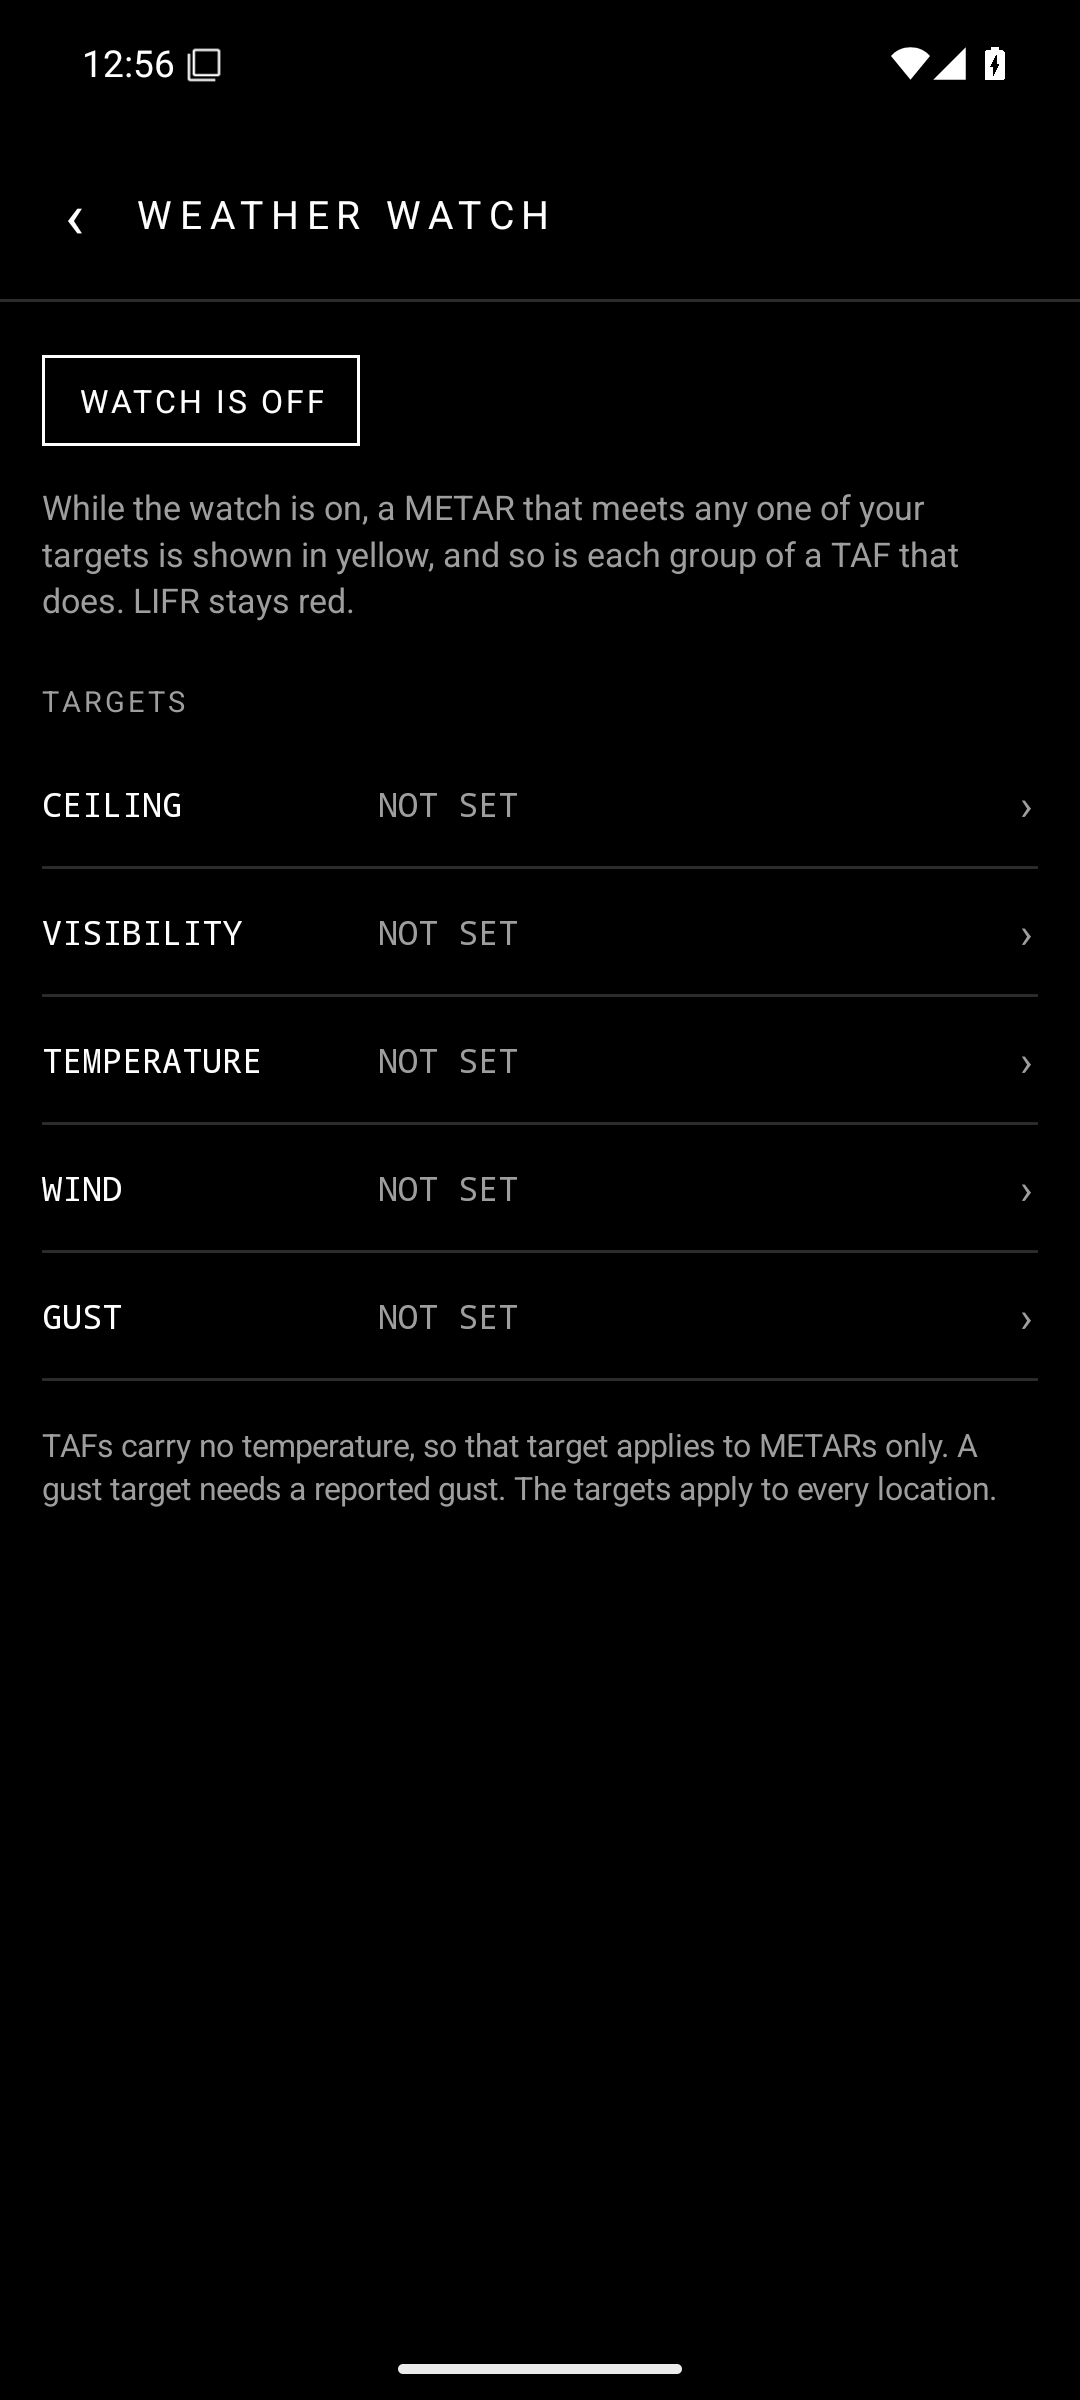 12:56
WEATHER WATCH
WATCH IS OFF
While the watch is on, a METAR that meets any one of your
targets is shown in yellow, and so is each group of a TAF that
does. LIFR stays red.
TARGETS
CEILING NOT SET
VISIBILITY NOT SET
TEMPERATURE NOT SET
WIND NOT SET
GUST NOT SET
TAFs carry no temperature, so that target applies to METARs only. A
gust target needs a reported gust. The targets apply to every location.